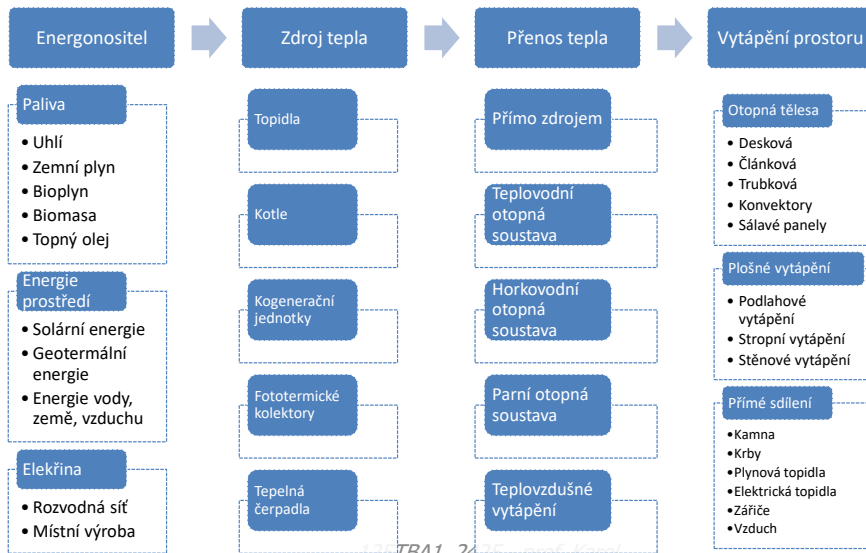 Energonositel
Zdroj tepla
Přenos tepla
Vytápění prostoru
Paliva
• Uhlí
• Zemní plyn
• Bioplyn
• Biomasa
• Topný olej
Energie
prostředí
• Solární energie
• Geotermální
energie
• Energie vody,
země, vzduchu
Elekřina
• Rozvodná síť
• Místní výroba
Topidla
Kotle
Kogenerační
jednotky
Fototermické
kolektory
Tepelná
čerpadla
Přímo zdrojem
Teplovodní
otopná
soustava
Horkovodní
otopná
soustava
Parní otopná
soustava
Teplovzdušné
vytápění
Otopná tělesa
• Desková
• Článková
• Trubková
• Konvektory
• Sálavé panely
Plošné vytápění
• Podlahové
vytápění
• Stropní vytápění
• Stěnové vytápění
Přímé sdílení
• Kamna
• Krby
• Plynová topidla
• Elektrická topidla
• Zářiče
• Vzduch